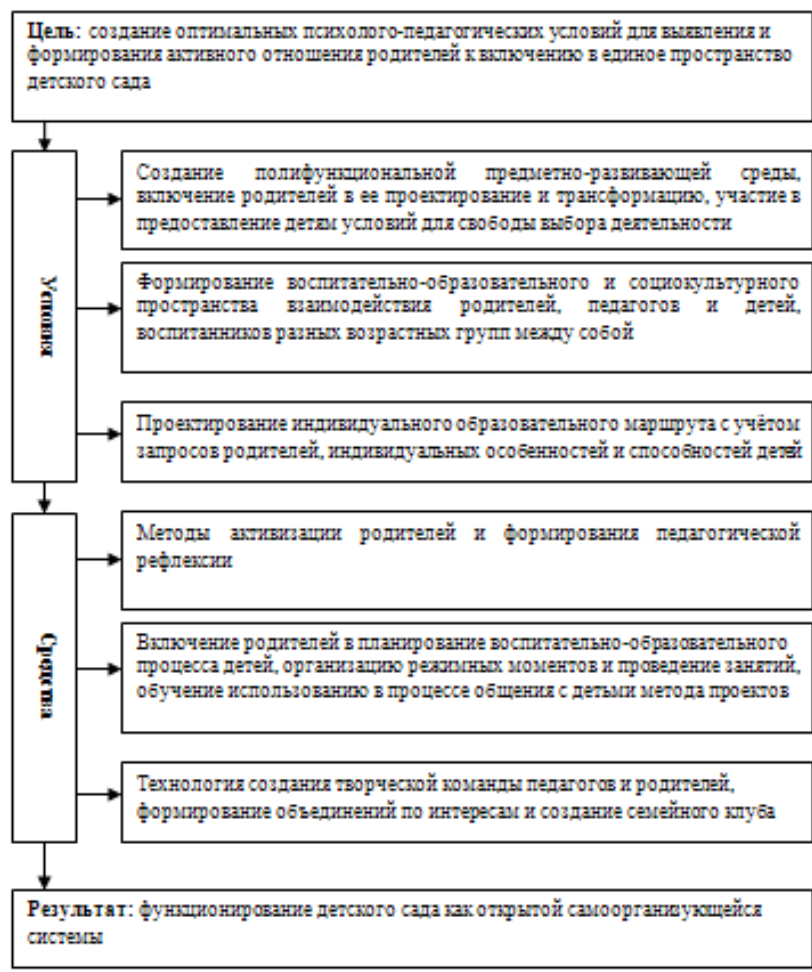 Цель: создание оптимальных психолого-педагогических условий для выявления и
формирования активного отношения родителей к включению в единое пространство
детского сада
Условия
Создание полифункциональной предметно-развивающей среды,
включение родителей в ее проектирование и трансформацию, участие в
предоставление детям условий для свободы выбора деятельности
Формирование воспитательно-образовательного и социокультурного
пространства взаимодействия родителей, педагогов и детей,
воспитанников разных возрастных групп между собой
Проектирование индивидуального образовательного маршрута с учётом
запросов родителей, индивидуальных особенностей и способностей детей
Средства
Методы активизации родителей и формирования педагогической
рефлексии
Включение родителей в планирование воспитательно-образовательного
процесса детей, организацию режимных моментов и проведение занятий,
обучение использованию в процессе общения с детьми метода проектов
Технология создания творческой команды педагогов и родителей,
формирование объединений по интересам и создание семейного клуба
Результат: функционирование детского сада как открытой самоорганизующейся
системы